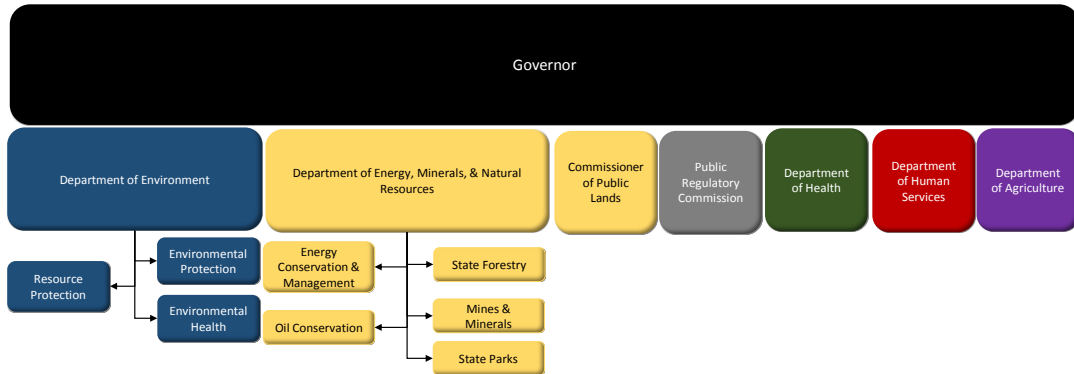 Governor
Department of Environment
Department of Energy, Minerals, & Natural
Resources
Commissioner
of Public
Lands
Public
Regulatory
Commission
Department
of Health
Department
of Human
Services
Department
of Agriculture
Resource
Protection
Environmental
Protection
Environmental
Health
Energy
Conservation &
Management
Oil Conservation
State Forestry
Mines &
Minerals
State Parks